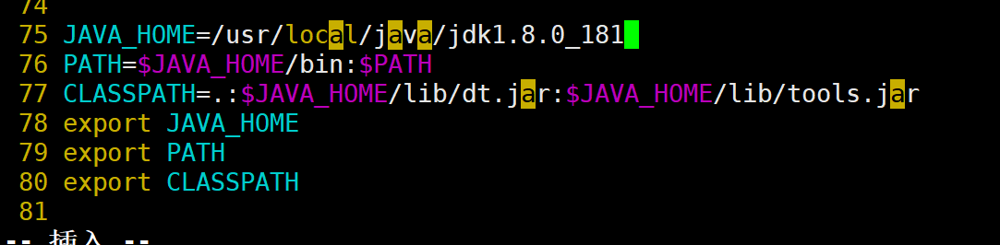 74
75 JAVA_HOME=/usr/local/java/jdk1.8.0_181
76 PATH=$JAVA_HOME/bin:$PATH
77 CLASSPATH=.:$JAVA_HOME/lib/dt.jar:$JAVA_HOME/lib/tools.jar
78 export JAVA_HOME
79 export PATH
80 export CLASSPATH
81
-- 插入 --